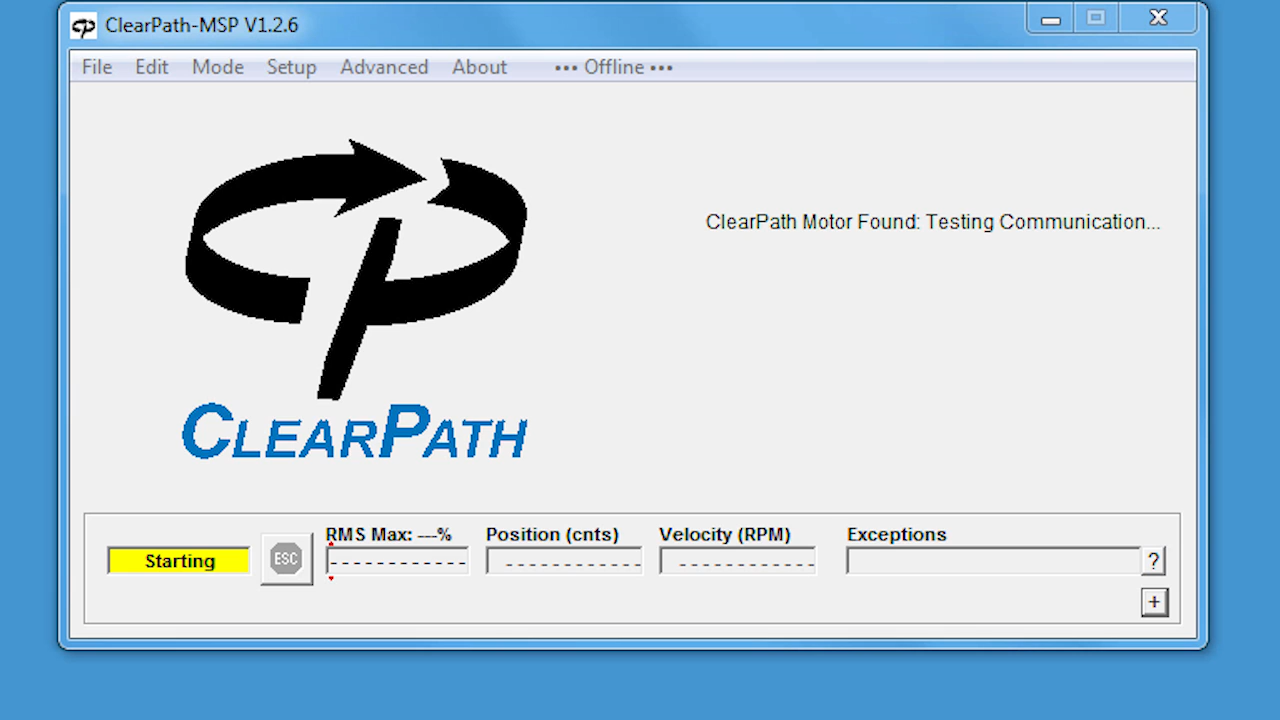 ClearPath-MSP V1.2.6
File Edit Mode Setup Advanced About ••• Offline •••
ClearPath Motor Found: Testing Communication...
CLEARPATH
RMS Max: ---% Position (cnts) Velocity (RPM) Exceptions
Starting ESC ------------ ------------ ------------ ?
+